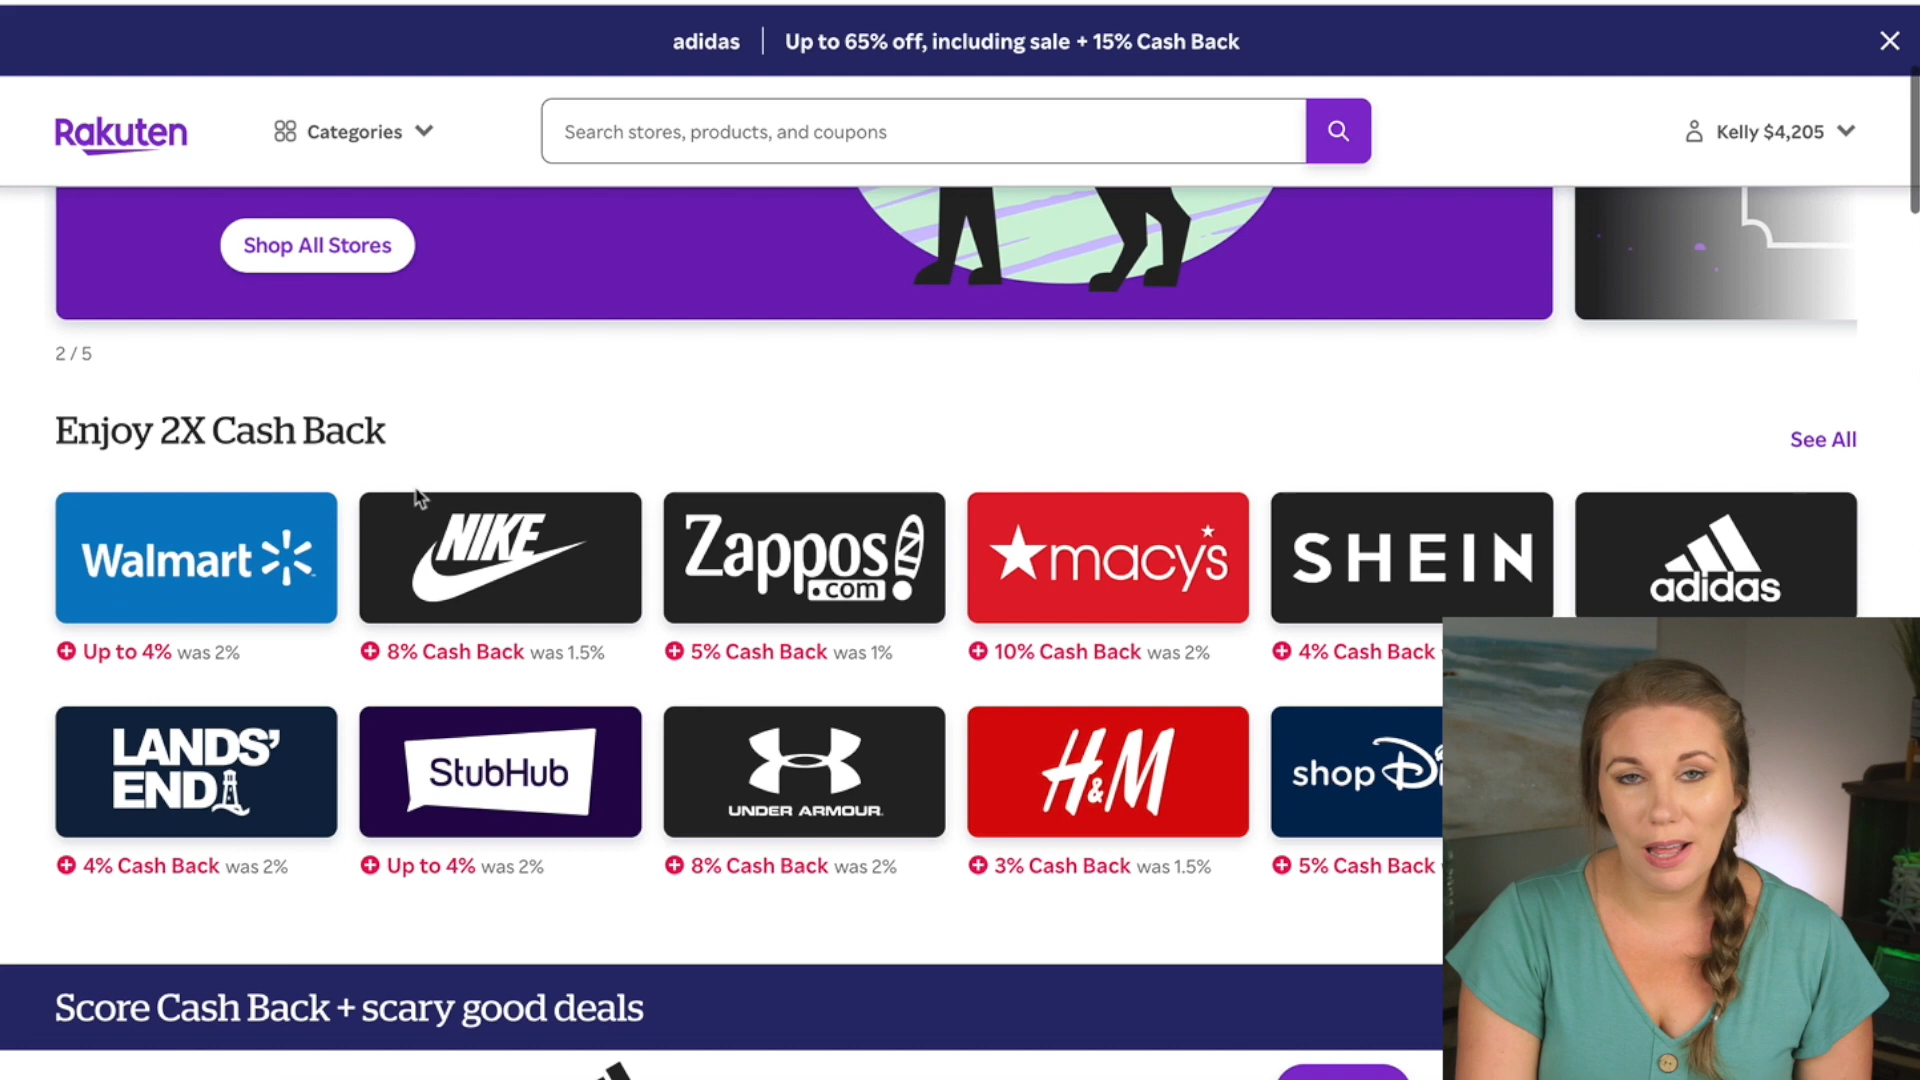 adidas | Up to 65% off, including sale + 15% Cash Back
Rakuten
Categories
Search stores, products, and coupons
Kelly $4,205
Shop All Stores
2 / 5
Enjoy 2X Cash Back
See All
Walmart
NIKE
Zappos.com
macy's
SHEIN
adidas
Up to 4% was 2%
8% Cash Back was 1.5%
5% Cash Back was 1%
10% Cash Back was 2%
4% Cash Back
LANDS' END
StubHub
UNDER ARMOUR
H&M
shop Di
4% Cash Back was 2%
Up to 4% was 2%
8% Cash Back was 2%
3% Cash Back was 1.5%
5% Cash Back
Score Cash Back + scary good deals